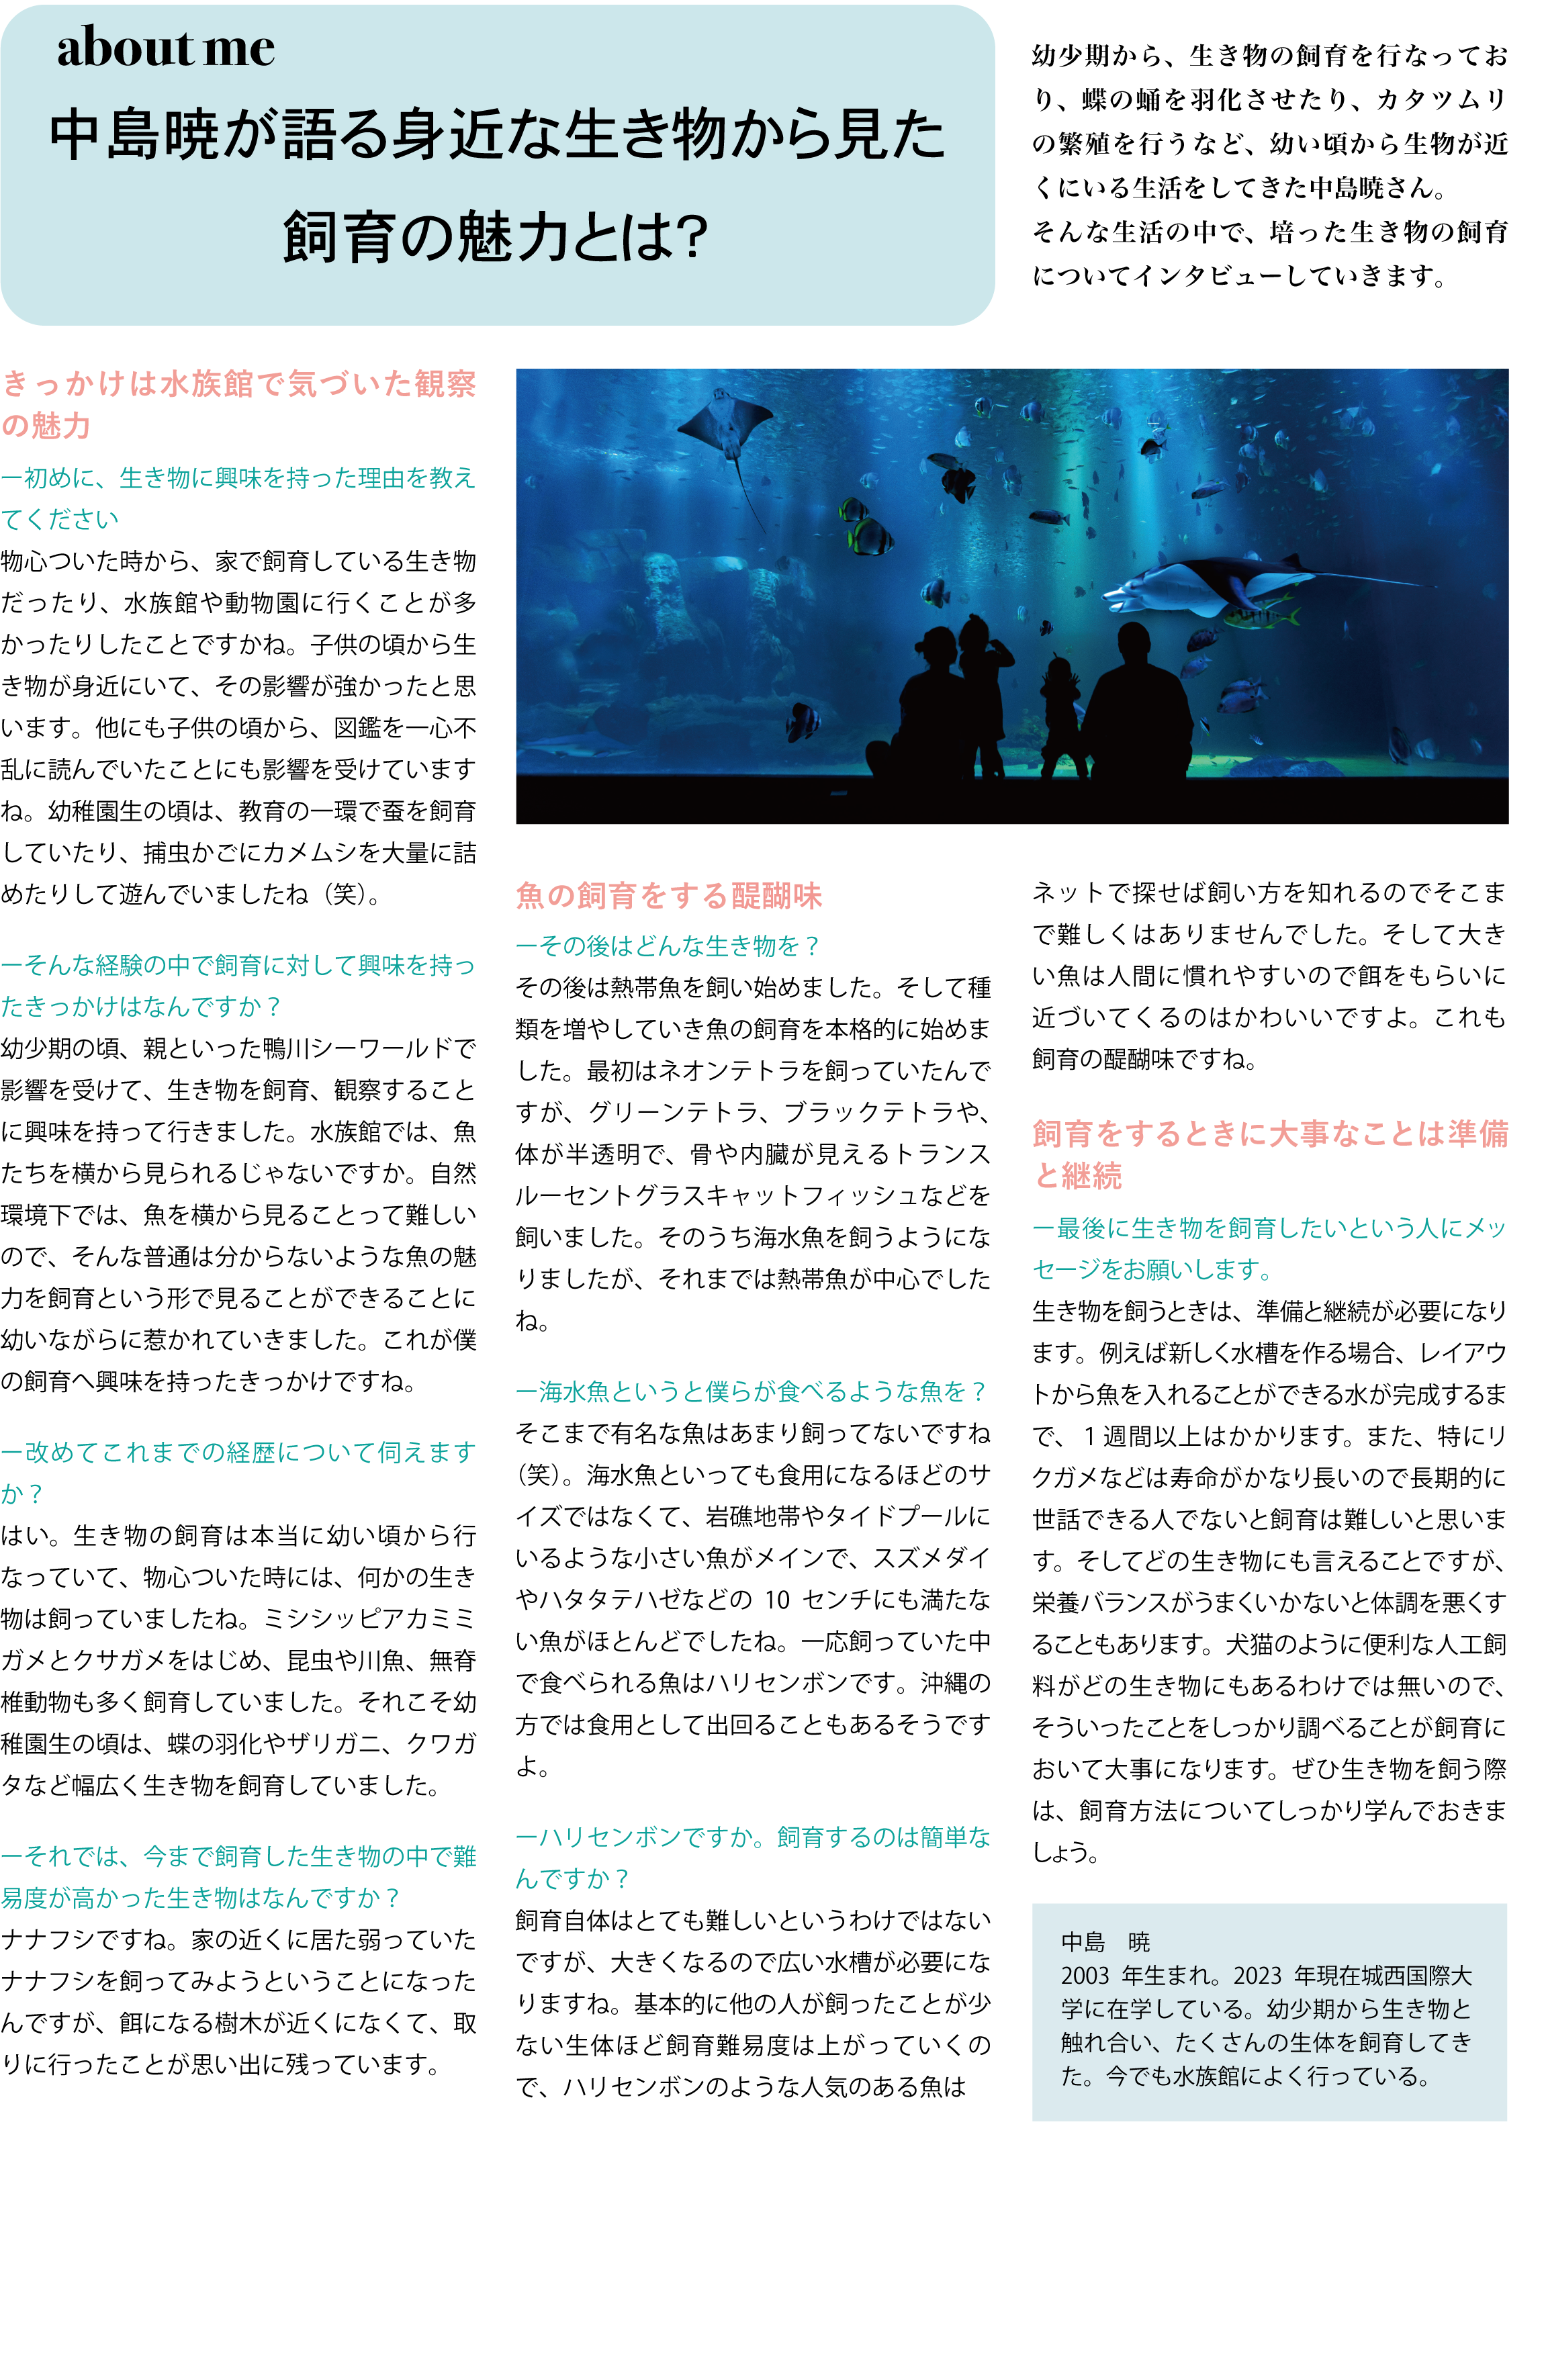 about me
中島暁が語る身近な生き物から見た
飼育の魅力とは?
幼少期から、生き物の飼育を行なってお
り、蝶の蛹を羽化させたり、カタツムリ
の繁殖を行うなど、幼い頃から生物が近
くにいる生活をしてきた中島暁さん。
そんな生活の中で、培った生き物の飼育
についてインタビューしていきます。
きっかけは水族館で気づいた観察
の魅力
ー初めに、生き物に興味を持った理由を教え
てください
物心ついた時から、家で飼育している生き物
だったり、水族館や動物園に行くことが多
かったりしたことですかね。子供の頃から生
き物が身近にいて、その影響が強かったと思
います。他にも子供の頃から、図鑑を一心不
乱に読んでいたことにも影響を受けています
ね。幼稚園生の頃は、教育の一環で蚕を飼育
していたり、捕虫かごにカメムシを大量に詰
めたりして遊んでいましたね（笑）。
ーそんな経験の中で飼育に対して興味を持っ
たきっかけはなんですか？
幼少期の頃、親といった鴨川シーワールドで
影響を受けて、生き物を飼育、観察すること
に興味を持って行きました。水族館では、魚
たちを横から見られるじゃないですか。自然
環境下では、魚を横から見ることって難しい
ので、そんな普通は分からないような魚の魅
力を飼育という形で見ることができることに
幼いながらに惹かれていきました。これが僕
の飼育へ興味を持ったきっかけですね。
ー改めてこれまでの経歴について伺えます
か？
はい。生き物の飼育は本当に幼い頃から行
なっていて、物心ついた時には、何かの生き
物は飼っていましたね。ミシシッピアカミミ
ガメとクサガメをはじめ、昆虫や川魚、無脊
椎動物も多く飼育していました。それこそ幼
稚園生の頃は、蝶の羽化やザリガニ、クワガ
タなど幅広く生き物を飼育していました。
ーそれでは、今まで飼育した生き物の中で難
易度が高かった生き物はなんですか？
ナナフシですね。家の近くに居た弱っていた
ナナフシを飼ってみようということになった
んですが、餌になる樹木が近くになくて、取
りに行ったことが思い出に残っています。
魚の飼育をする醍醐味
ーその後はどんな生き物を？
その後は熱帯魚を飼い始めました。そして種
類を増やしていき魚の飼育を本格的に始めま
した。最初はネオンテトラを飼っていたんで
すが、グリーンテトラ、ブラックテトラや、
体が半透明で、骨や内臓が見えるトランス
ルーセントグラスキャットフィッシュなどを
飼いました。そのうち海水魚を飼うようにな
りましたが、それまでは熱帯魚が中心でした
ね。
ー海水魚というと僕らが食べるような魚を？
そこまで有名な魚はあまり飼ってないですね
（笑）。海水魚といっても食用になるほどのサ
イズではなくて、岩礁地帯やタイドプールに
いるような小さい魚がメインで、スズメダイ
やハタタテハゼなどの 10 センチにも満たな
い魚がほとんどでしたね。一応飼っていた中
で食べられる魚はハリセンボンです。沖縄の
方では食用として出回ることもあるそうです
よ。
ーハリセンボンですか。飼育するのは簡単な
んですか？
飼育自体はとても難しいというわけではない
ですが、大きくなるので広い水槽が必要にな
りますね。基本的に他の人が飼ったことが少
ない生体ほど飼育難易度は上がっていくの
で、ハリセンボンのような人気のある魚は
ネットで探せば飼い方を知れるのでそこま
で難しくはありませんでした。そして大き
い魚は人間に慣れやすいので餌をもらいに
近づいてくるのはかわいいですよ。これも
飼育の醍醐味ですね。
飼育をするときに大事なことは準備
と継続
ー最後に生き物を飼育したいという人にメッ
セージをお願いします。
生き物を飼うときは、準備と継続が必要になり
ます。例えば新しく水槽を作る場合、レイアウ
トから魚を入れることができる水が完成するま
で、１週間以上はかかります。また、特にリ
クガメなどは寿命がかなり長いので長期的に
世話できる人でないと飼育は難しいと思いま
す。そしてどの生き物にも言えることですが、
栄養バランスがうまくいかないと体調を悪くす
ることもあります。犬猫のように便利な人工飼
料がどの生き物にもあるわけでは無いので、
そういったことをしっかり調べることが飼育に
おいて大事になります。ぜひ生き物を飼う際
は、飼育方法についてしっかり学んでおきま
しょう。
中島　暁
2003 年生まれ。2023 年現在城西国際大
学に在学している。幼少期から生き物と
触れ合い、たくさんの生体を飼育してき
た。今でも水族館によく行っている。